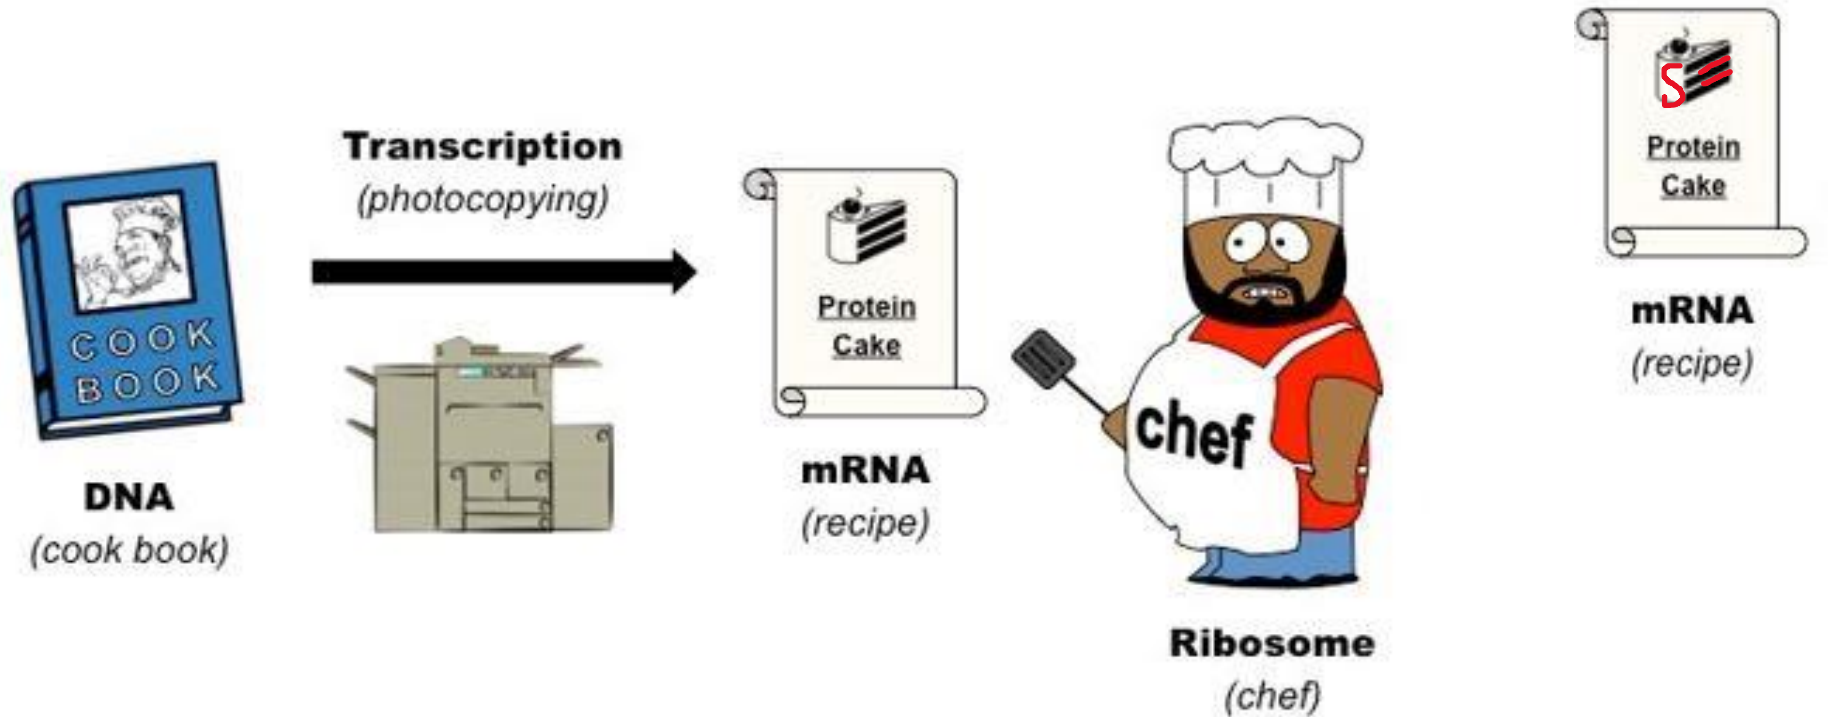 COOK
BOOK
DNA
(cook book)
Transcription
(photocopying)
Protein
Cake
mRNA
(recipe)
chef
Ribosome
(chef)
S
Protein
Cake
mRNA
(recipe)